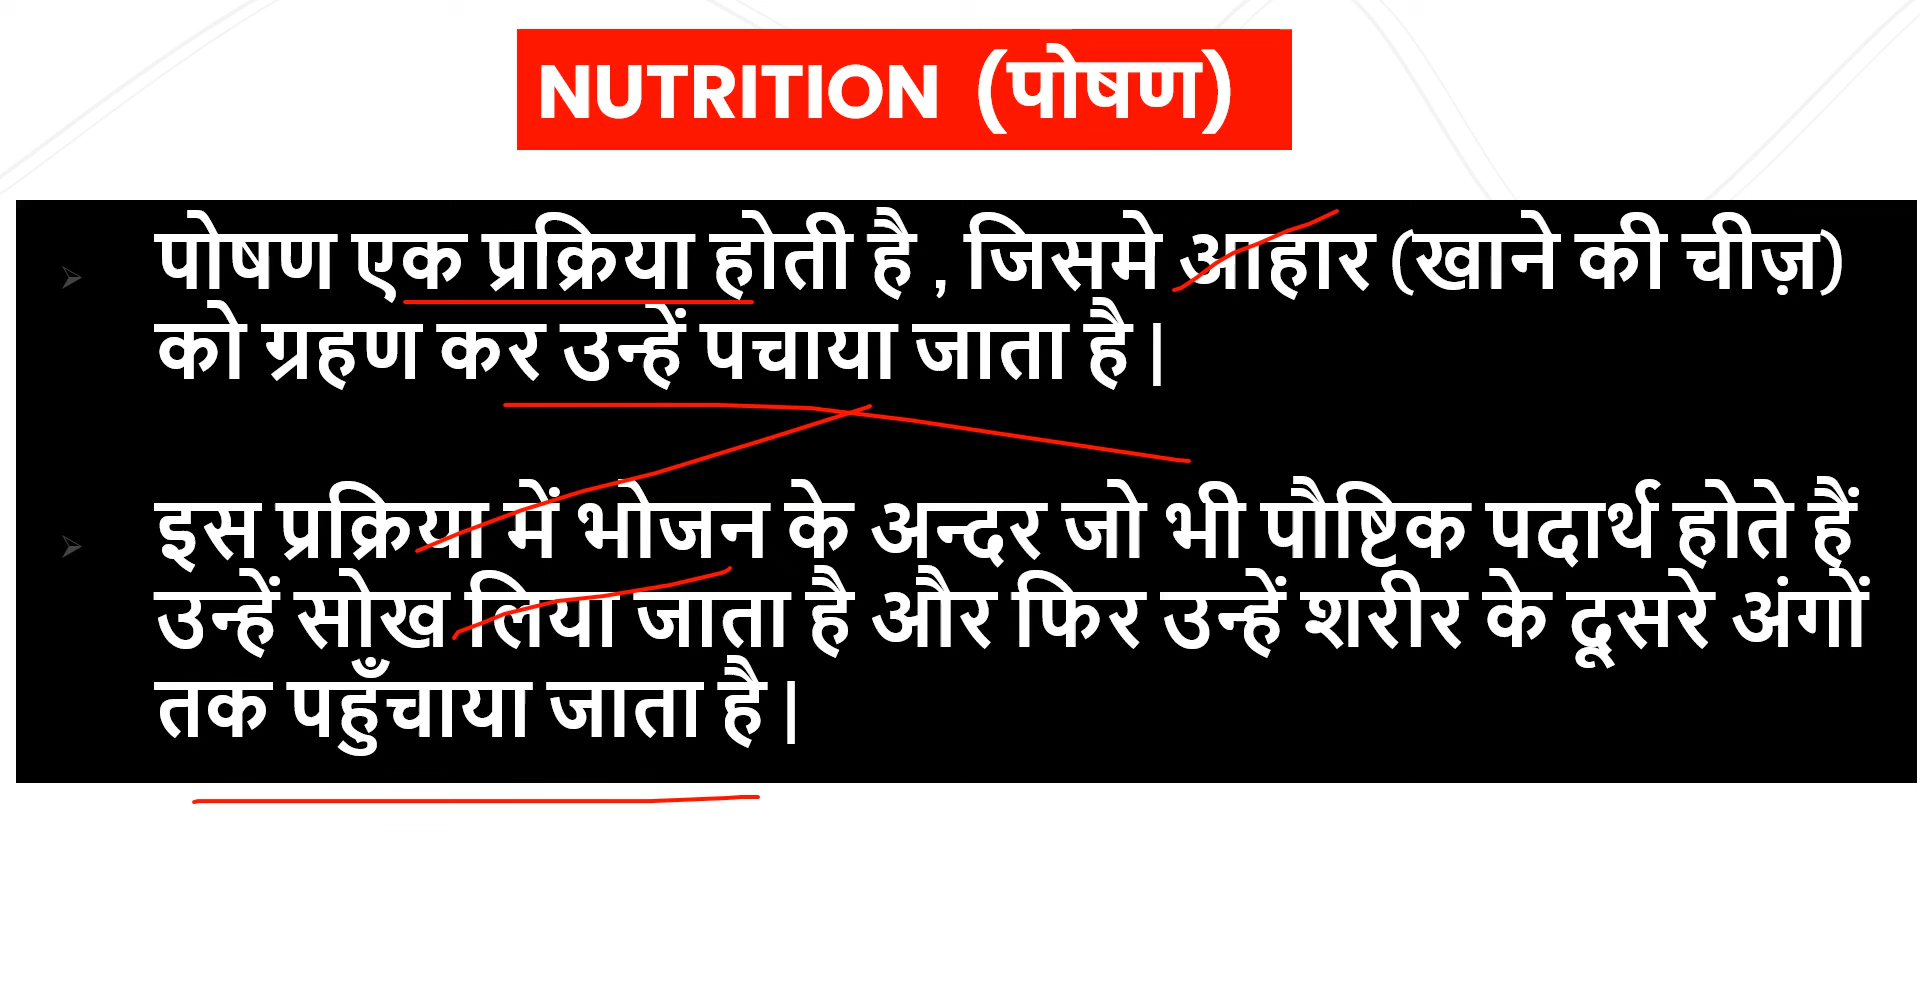 NUTRITION (पोषण)
पोषण एक प्रक्रिया होती है , जिसमे आहार (खाने की चीज़)
को ग्रहण कर उन्हें पचाया जाता है |
इस प्रक्रिया में भोजन के अन्दर जो भी पौष्टिक पदार्थ होते हैं
उन्हें सोख लिया जाता है और फिर उन्हें शरीर के दूसरे अंगों
तक पहुँचाया जाता है |